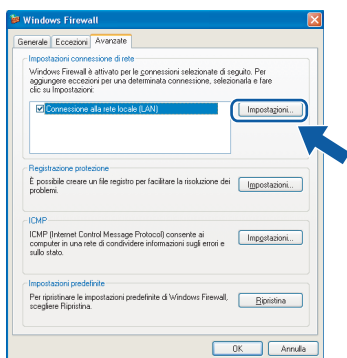 Windows Firewall
Generale Eccezioni Avanzate
Impostazioni connessione di rete
Windows Firewall è attivato per le connessioni selezionate di seguito. Per
aggiungere eccezioni per una determinata connessione, selezionarla e fare
clic su Impostazioni:
Connessione alla rete locale (LAN)
Impostazioni...
Registrazione protezione
È possibile creare un file registro per facilitare la risoluzione dei
problemi.
Impostazioni...
ICMP
ICMP (Internet Control Message Protocol) consente ai
computer in una rete di condividere informazioni sugli errori e
sullo stato.
Impostazioni...
Impostazioni predefinite
Per ripristinare le impostazioni predefinite di Windows Firewall,
scegliere Ripristina.
Ripristina
OK Annulla